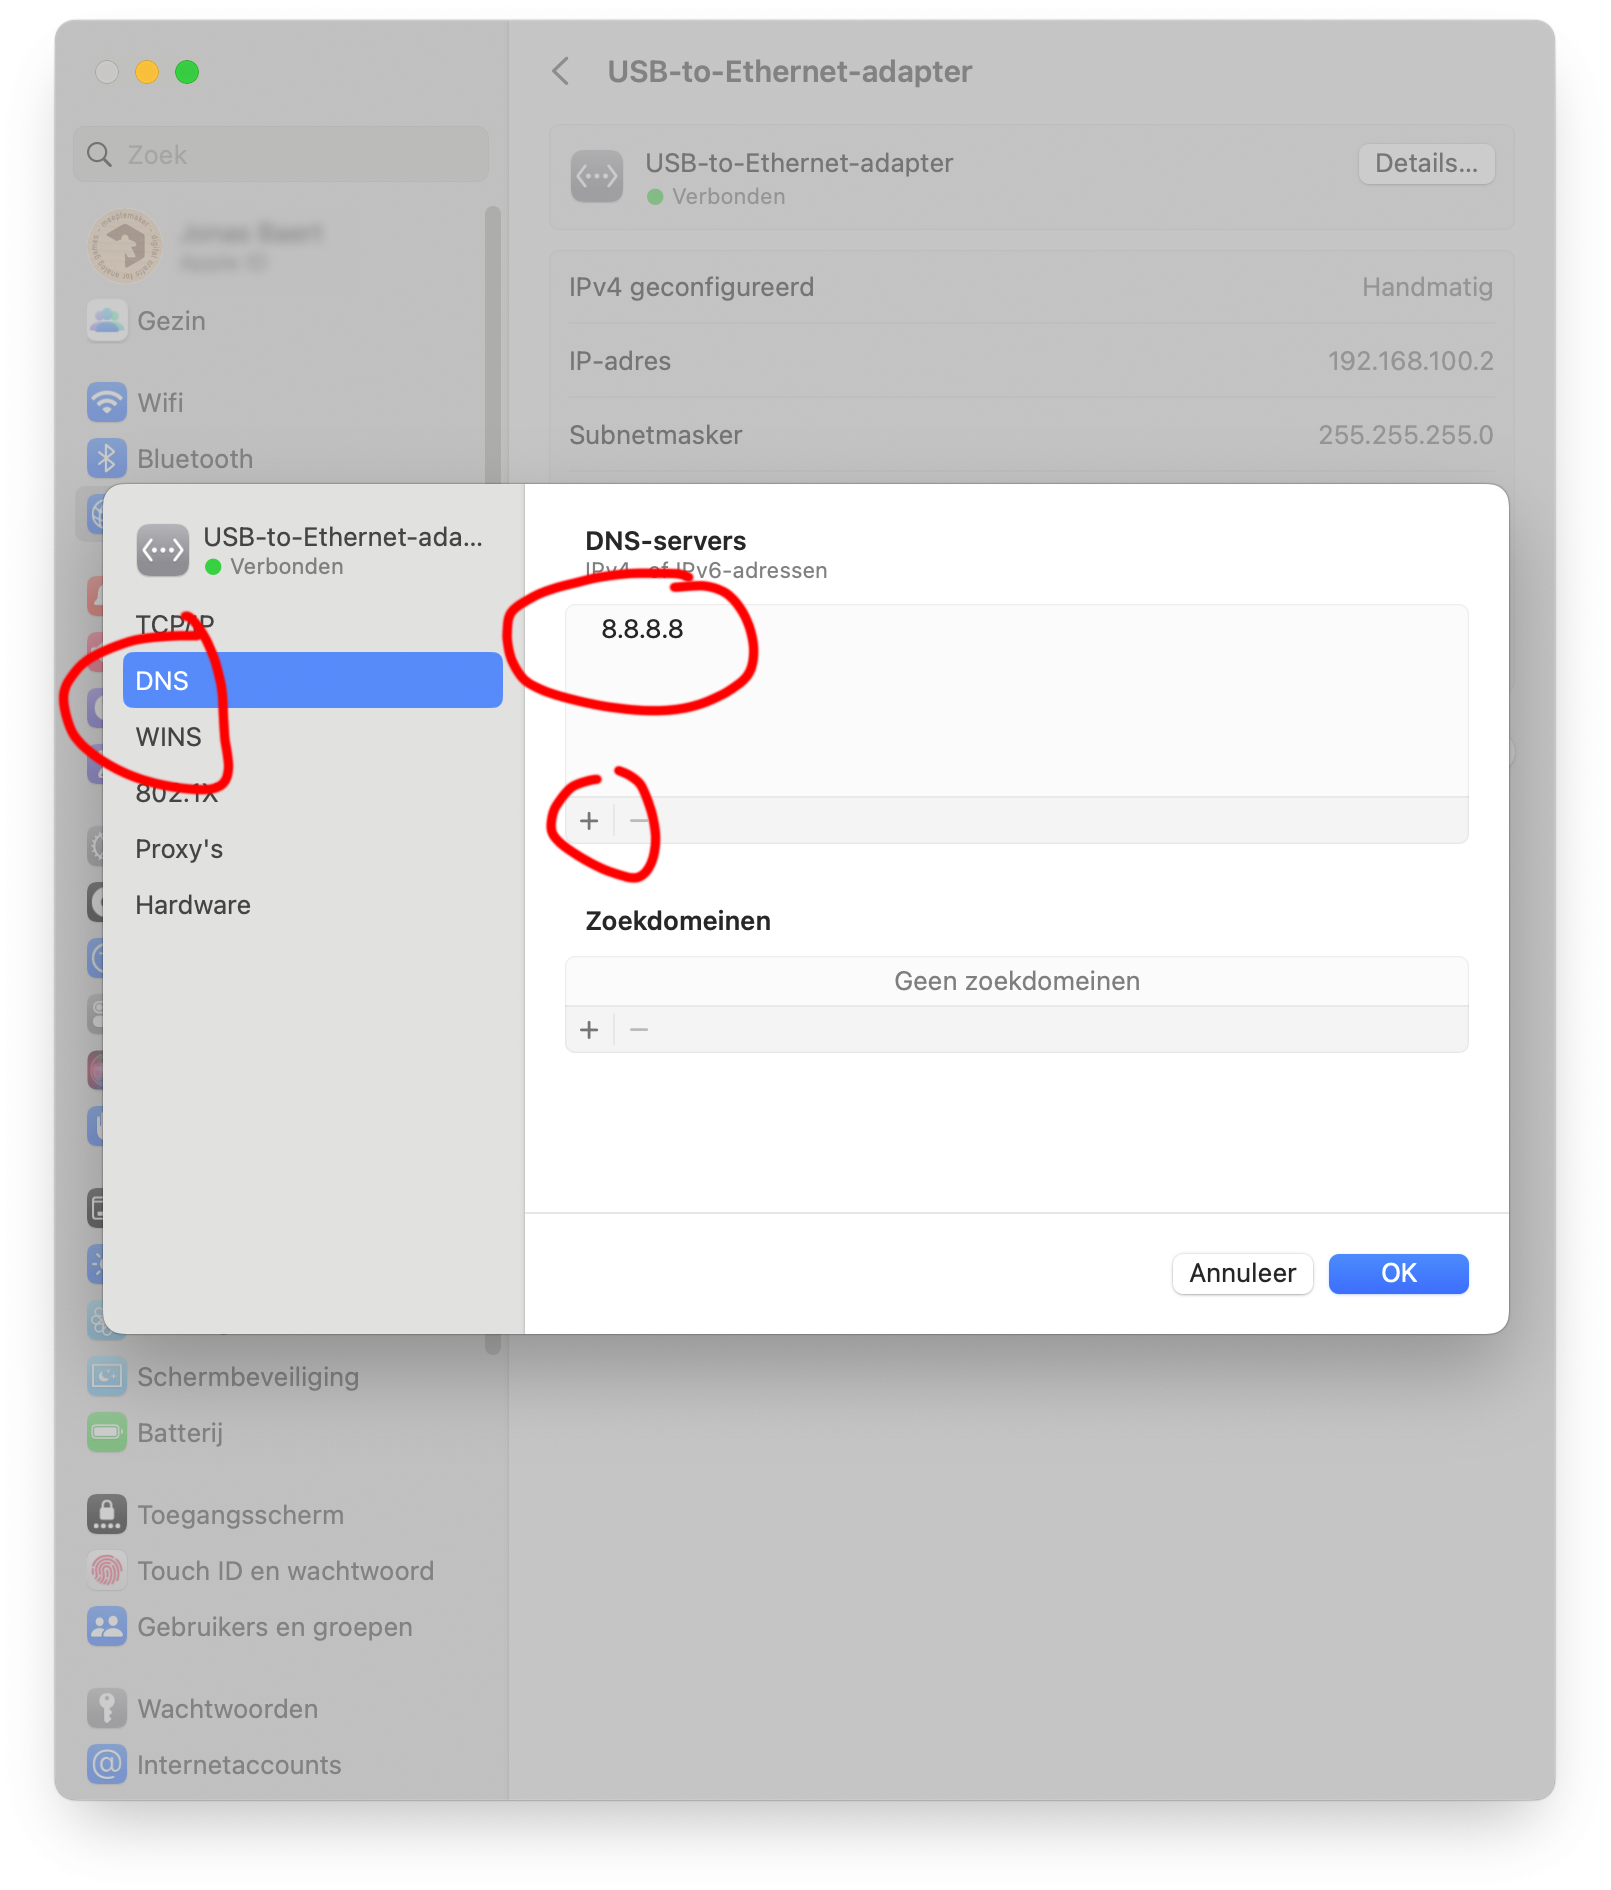 USB-to-Ethernet-adapter
Zoek
USB-to-Ethernet-adapter
Details...
Verbonden
Gezin
IPv4 geconfigureerd
Handmatig
IP-adres
192.168.100.2
Wifi
Subnetmasker
255.255.255.0
Bluetooth
USB-to-Ethernet-ada...
Verbonden
TCP/IP
DNS
WINS
802.1X
Proxy's
Hardware
DNS-servers
IPv4- of IPv6-adressen
8.8.8.8
+
−
Zoekdomeinen
Geen zoekdomeinen
+
−
Annuleer
OK
Schermbeveiliging
Batterij
Toegangsscherm
Touch ID en wachtwoord
Gebruikers en groepen
Wachtwoorden
@ Internetaccounts